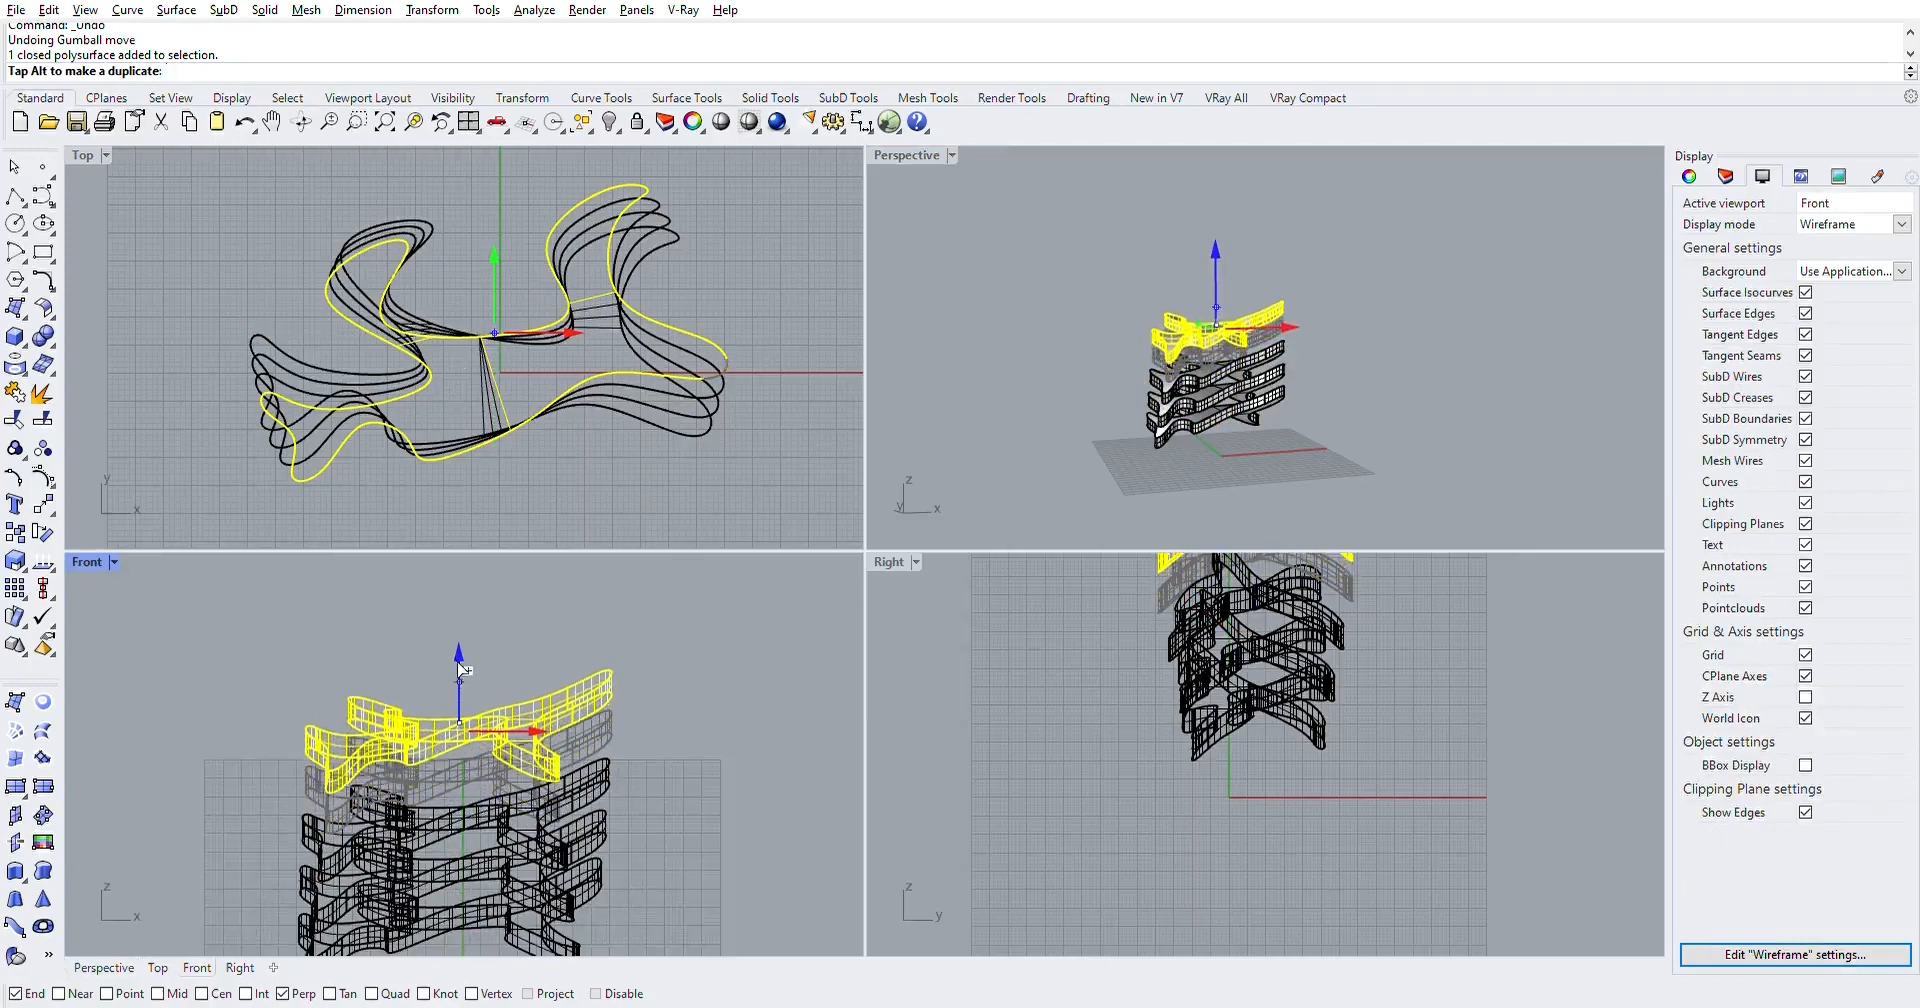 File Edit View Curve Surface SubD Solid Mesh Dimension Transform Tools Analyze Render Panels V-Ray Help
Command: _Undo
Undoing Gumball move
1 closed polysurface added to selection.
Tap Alt to make a duplicate:
Standard CPlanes Set View Display Select Viewport Layout Visibility Transform Curve Tools Surface Tools Solid Tools SubD Tools Mesh Tools Render Tools Drafting New in V7 VRay All VRay Compact
Top
y
x
Perspective
z
y
x
Front
z
x
Right
z
y
Display
Active viewport Front
Display mode Wireframe
General settings
Background Use Application...
Surface Isocurves
Surface Edges
Tangent Edges
Tangent Seams
SubD Wires
SubD Creases
SubD Boundaries
SubD Symmetry
Mesh Wires
Curves
Lights
Clipping Planes
Text
Annotations
Points
Pointclouds
Grid & Axis settings
Grid
CPlane Axes
Z Axis
World Icon
Object settings
BBox Display
Clipping Plane settings
Show Edges
Edit "Wireframe" settings...
Perspective Top Front Right
End Near Point Mid Cen Int Perp Tan Quad Knot Vertex Project Disable